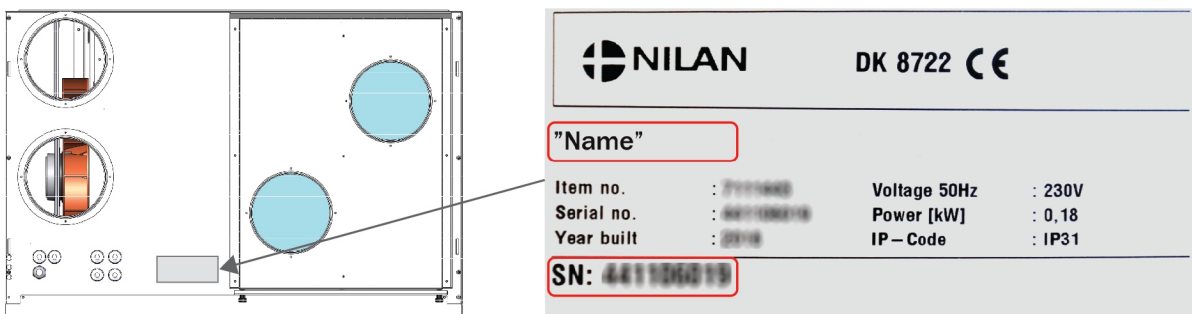 NILAN DK 8722 CE
"Name"
Item no. :
Voltage 50Hz : 230V
Serial no. :
Power [kW] : 0,18
Year built :
IP-Code : IP31
SN: